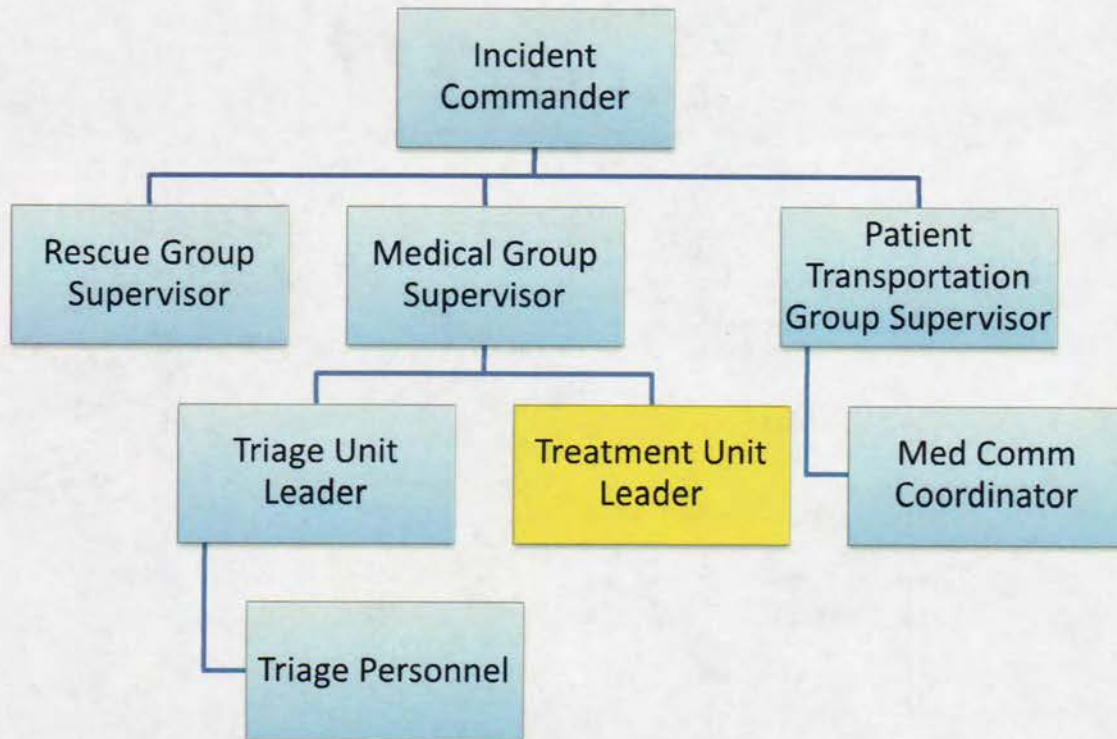 Incident
Commander
Rescue Group
Supervisor
Medical Group
Supervisor
Patient
Transportation
Group Supervisor
Triage Unit
Leader
Treatment Unit
Leader
Med Comm
Coordinator
Triage Personnel